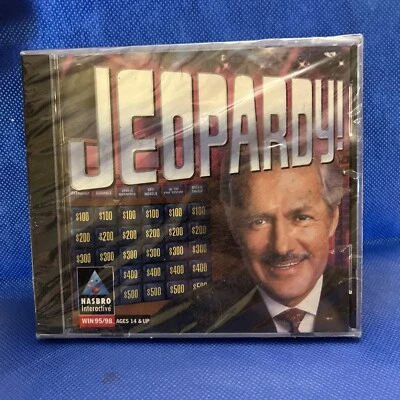 JEOPARDY!
$100 $100 $100 $100 $100 $100
$200 $200 $200 $200 $200 $200
$300 $300 $300 $300 $300 $300
$400 $400 $400 $400
$500 $500 $500 $500
HASBRO
interactive
WIN 95/98 AGES 14 & UP